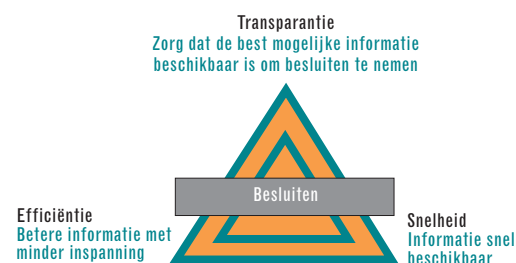 Transparantie
Zorg dat de best mogelijke informatie
beschikbaar is om besluiten te nemen
Besluiten
Efficiëntie
Betere informatie met
minder inspanning
Snelheid
Informatie snel
beschikbaar